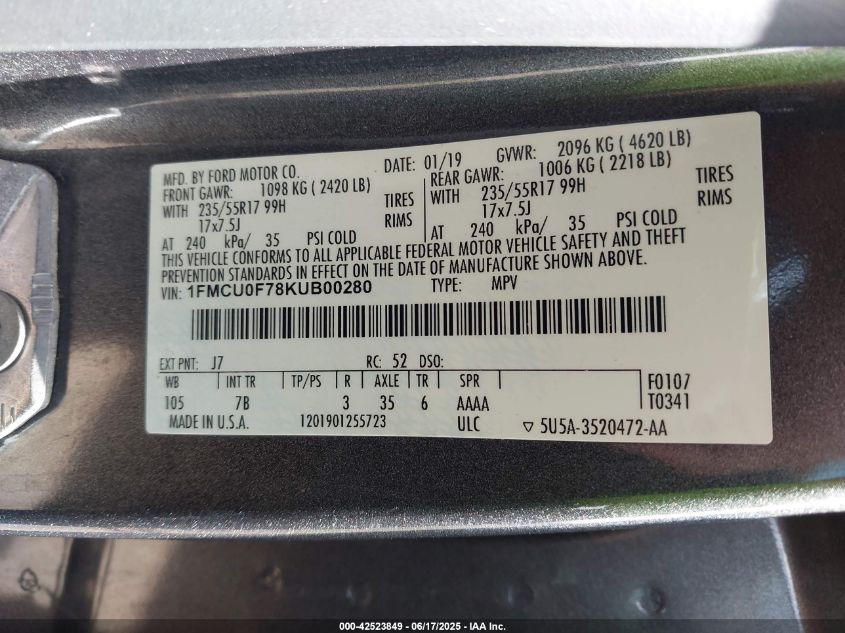 MFD. BY FORD MOTOR CO. DATE: 01/19 GVWR: 2096 KG ( 4620 LB)
FRONT GAWR: 1098 KG ( 2420 LB) REAR GAWR: 1006 KG ( 2218 LB)
WITH 235/55R17 99H TIRES WITH 235/55R17 99H TIRES
17x7.5J RIMS 17x7.5J RIMS
AT 240 kPa/ 35 PSI COLD AT 240 kPa/ 35 PSI COLD
THIS VEHICLE CONFORMS TO ALL APPLICABLE FEDERAL MOTOR VEHICLE SAFETY AND THEFT
PREVENTION STANDARDS IN EFFECT ON THE DATE OF MANUFACTURE SHOWN ABOVE.
VIN: 1FMCU0F78KUB00280 TYPE: MPV
EXT PNT: J7 RC: 52 DSO:
WB INT TR TP/PS R AXLE TR SPR F0107
105 7B 3 35 6 AAAA T0341
MADE IN U.S.A. 1201901255723 ULC ▽ 5U5A-3520472-AA
000-42523849 - 06/17/2025 - IAA Inc.